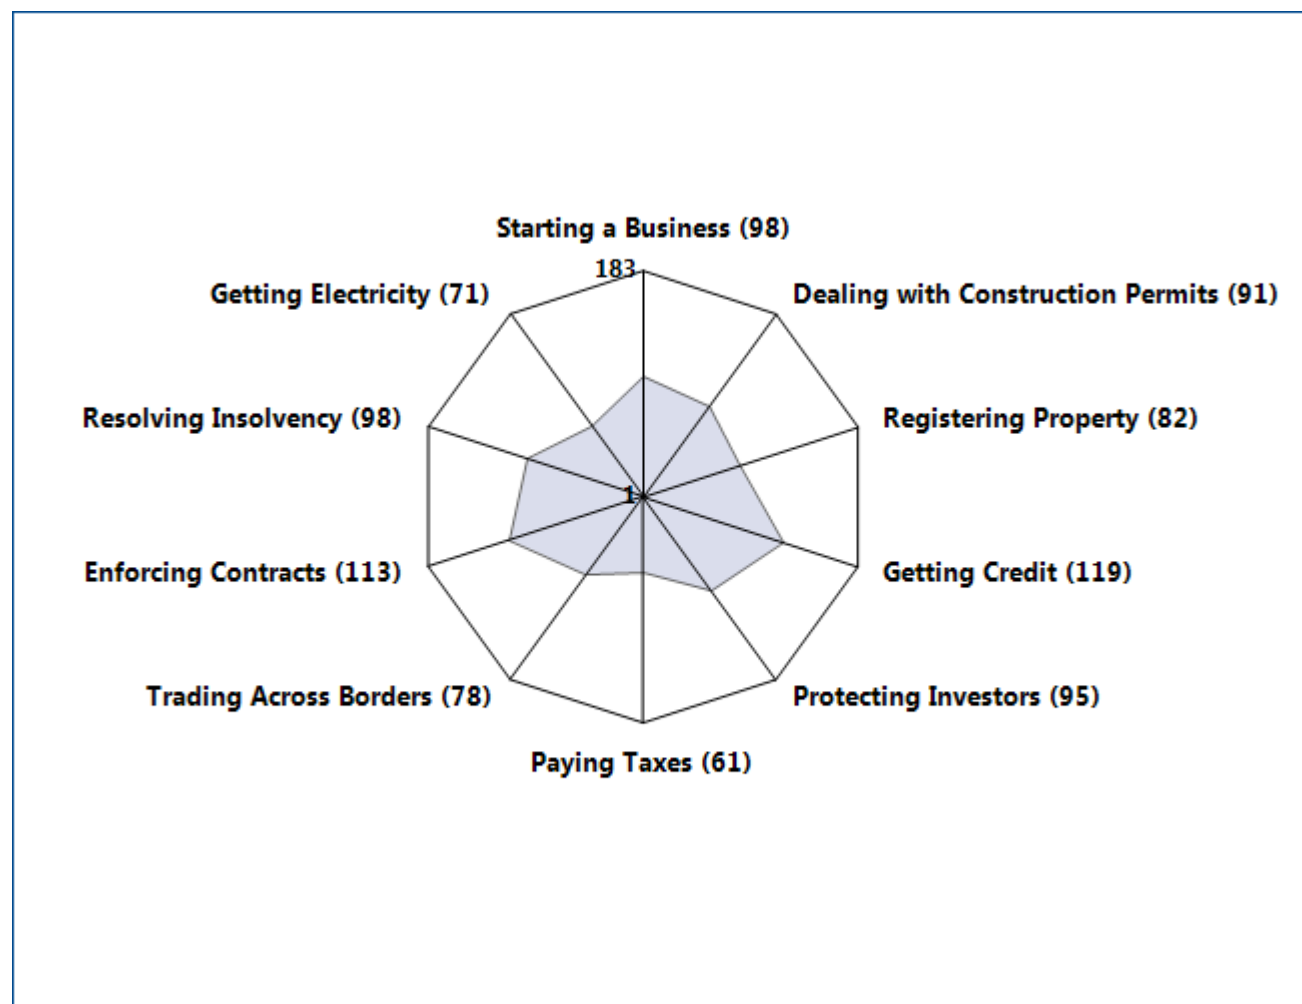 Starting a Business (98)
183
Getting Electricity (71)
Dealing with Construction Permits (91)
Resolving Insolvency (98)
Registering Property (82)
1
Enforcing Contracts (113)
Getting Credit (119)
Trading Across Borders (78)
Protecting Investors (95)
Paying Taxes (61)